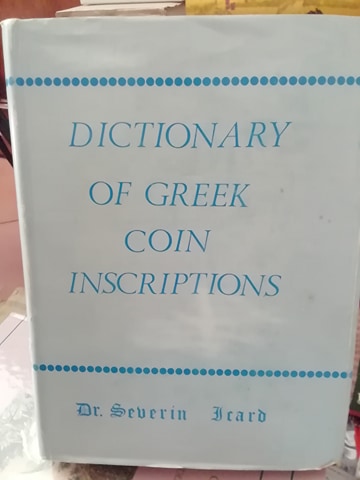 DICTIONARY
OF GREEK
COIN
INSCRIPTIONS
Dr. Severin Icard